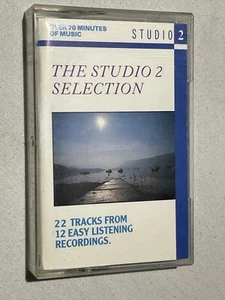 OVER 70 MINUTES
OF MUSIC
STUDIO 2
THE STUDIO 2
SELECTION
22 TRACKS FROM
12 EASY LISTENING
RECORDINGS.